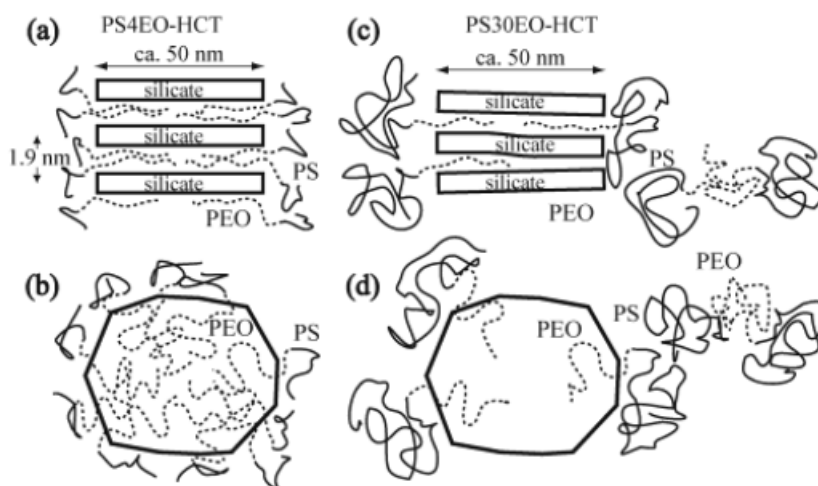 (a) PS4EO-HCT
ca. 50 nm
silicate
silicate
1.9 nm
silicate
PS
PEO
(b)
PEO
PS
(c) PS30EO-HCT
ca. 50 nm
silicate
silicate
silicate
PS
PEO
(d)
PEO
PS
PEO